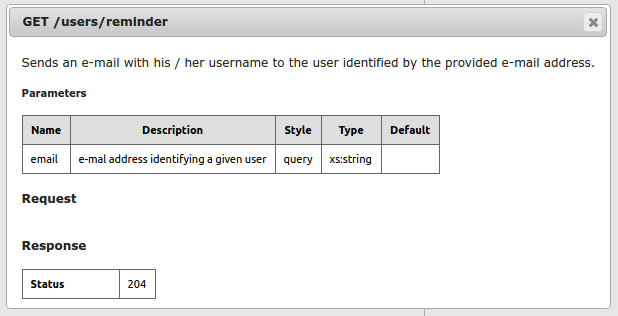 GET /users/reminder
Sends an e-mail with his / her username to the user identified by the provided e-mail address.
Parameters
Name Description Style Type Default
email e-mal address identifying a given user query xs:string
Request
Response
Status 204